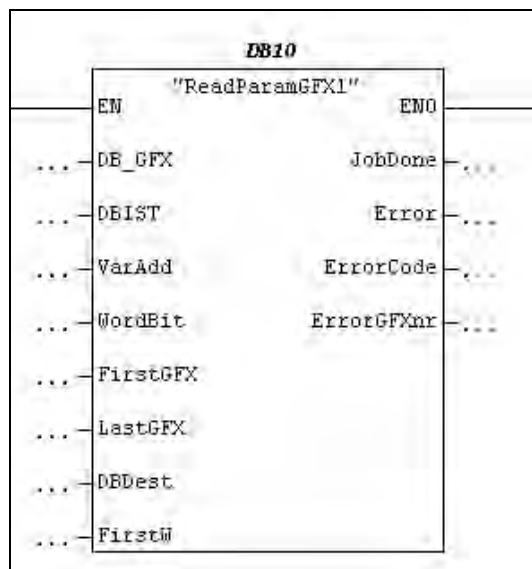 DB10
"ReadParamGFX1"
EN ENO
... DB_GFX JobDone ...
... DBIST Error ...
... VarAdd ErrorCode ...
... WordBit ErrorGFXnr ...
... FirstGFX
... LastGFX
... DBDest
... FirstW